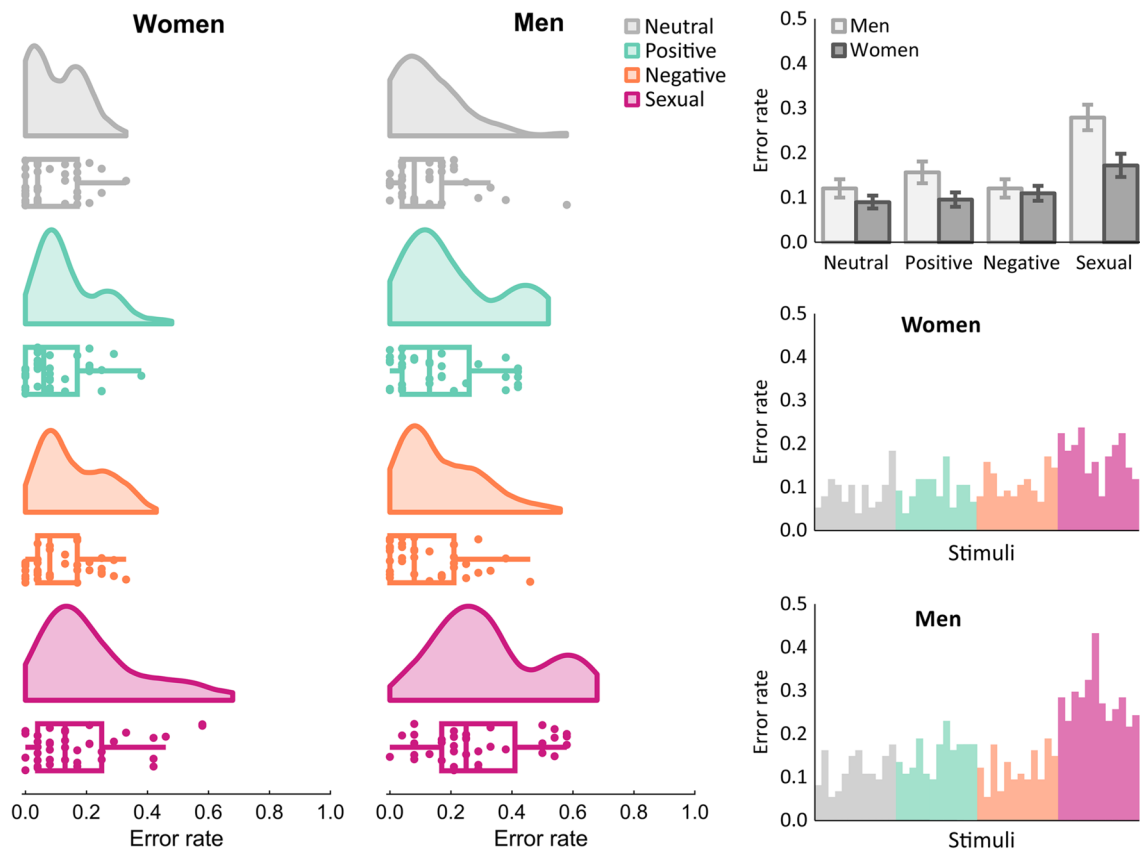 Women
Men
Neutral
Positive
Negative
Sexual
0.0 0.2 0.4 0.6 0.8 1.0
Error rate
0.0 0.2 0.4 0.6 0.8 1.0
Error rate
0.5
0.4
0.3
0.2
0.1
0.0
Error rate
Men
Women
Neutral Positive Negative Sexual
Women
0.5
0.4
0.3
0.2
0.1
0.0
Error rate
Stimuli
Men
0.5
0.4
0.3
0.2
0.1
0.0
Error rate
Stimuli